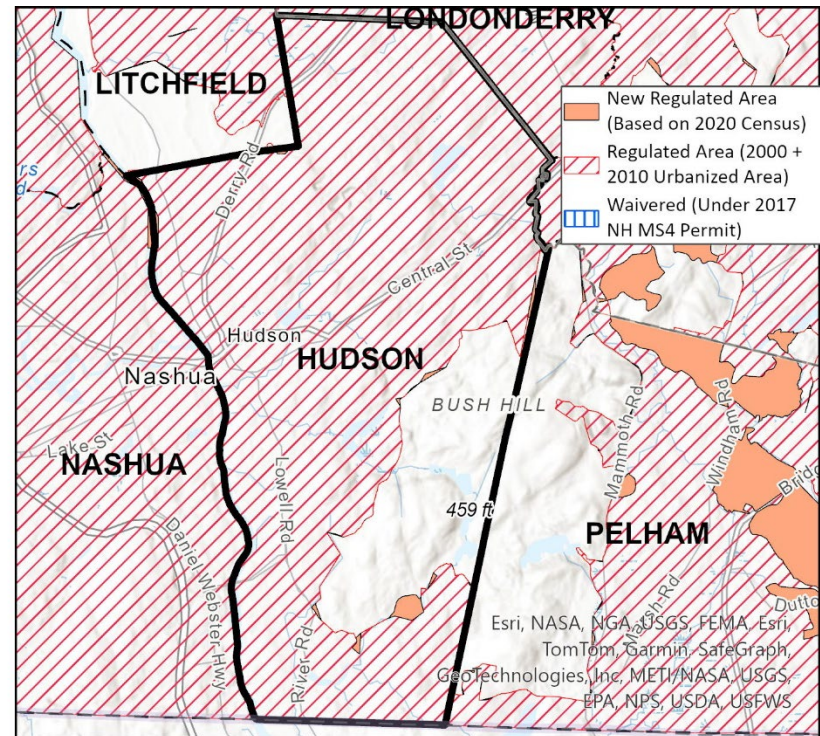 LONDONDERRY
LITCHFIELD
New Regulated Area
(Based on 2020 Census)
Regulated Area (2000 +
2010 Urbanized Area)
Waivered (Under 2017
NH MS4 Permit)
Derry Rd
Central St
Hudson
HUDSON
Nashua
BUSH HILL
Lake St
NASHUA
Lowell Rd
Mammoth Rd
Windham Rd
459 ft
PELHAM
Daniel Webster Hwy
River Rd
Marsh Rd
Esri, NASA, NGA, USGS, FEMA, Esri,
TomTom, Garmin, SafeGraph,
GeoTechnologies, Inc, METI/NASA, USGS,
EPA, NPS, USDA, USFWS